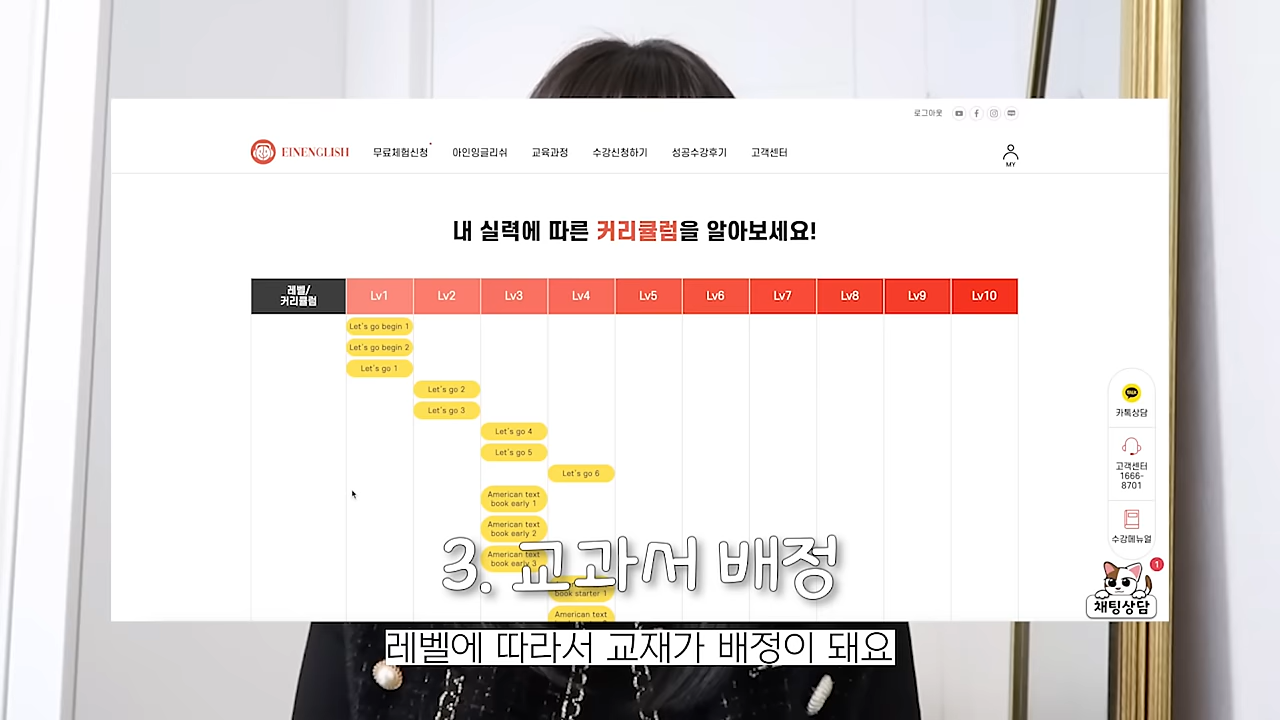 로그아웃
EINENGLISH 무료체험신청 아인잉글리쉬 교육과정 수강신청하기 성공수강후기 고객센터
MY
내 실력에 따른 커리큘럼을 알아보세요!
레벨/
커리큘럼
Lv1 Lv2 Lv3 Lv4 Lv5 Lv6 Lv7 Lv8 Lv9 Lv10
Let's go begin 1
Let's go begin 2
Let's go 1
Let's go 2
Let's go 3
Let's go 4
Let's go 5
Let's go 6
American text
book early 1
American text
book early 2
American text
book early 3
book starter 1
American text
카톡상담
고객센터
1666-
8701
수강메뉴얼
1
채팅상담
3. 교과서 배정
레벨에 따라서 교재가 배정이 돼요